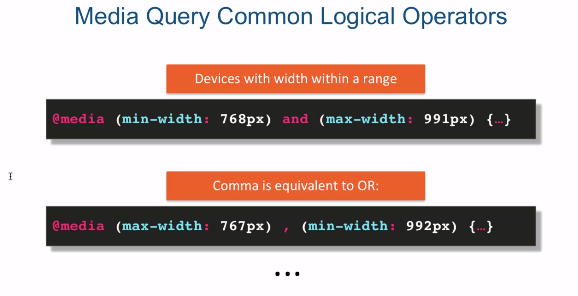 Media Query Common Logical Operators
Devices with width within a range
@media (min-width: 768px) and (max-width: 991px) {…}
Comma is equivalent to OR:
@media (max-width: 767px) , (min-width: 992px) {…}
...